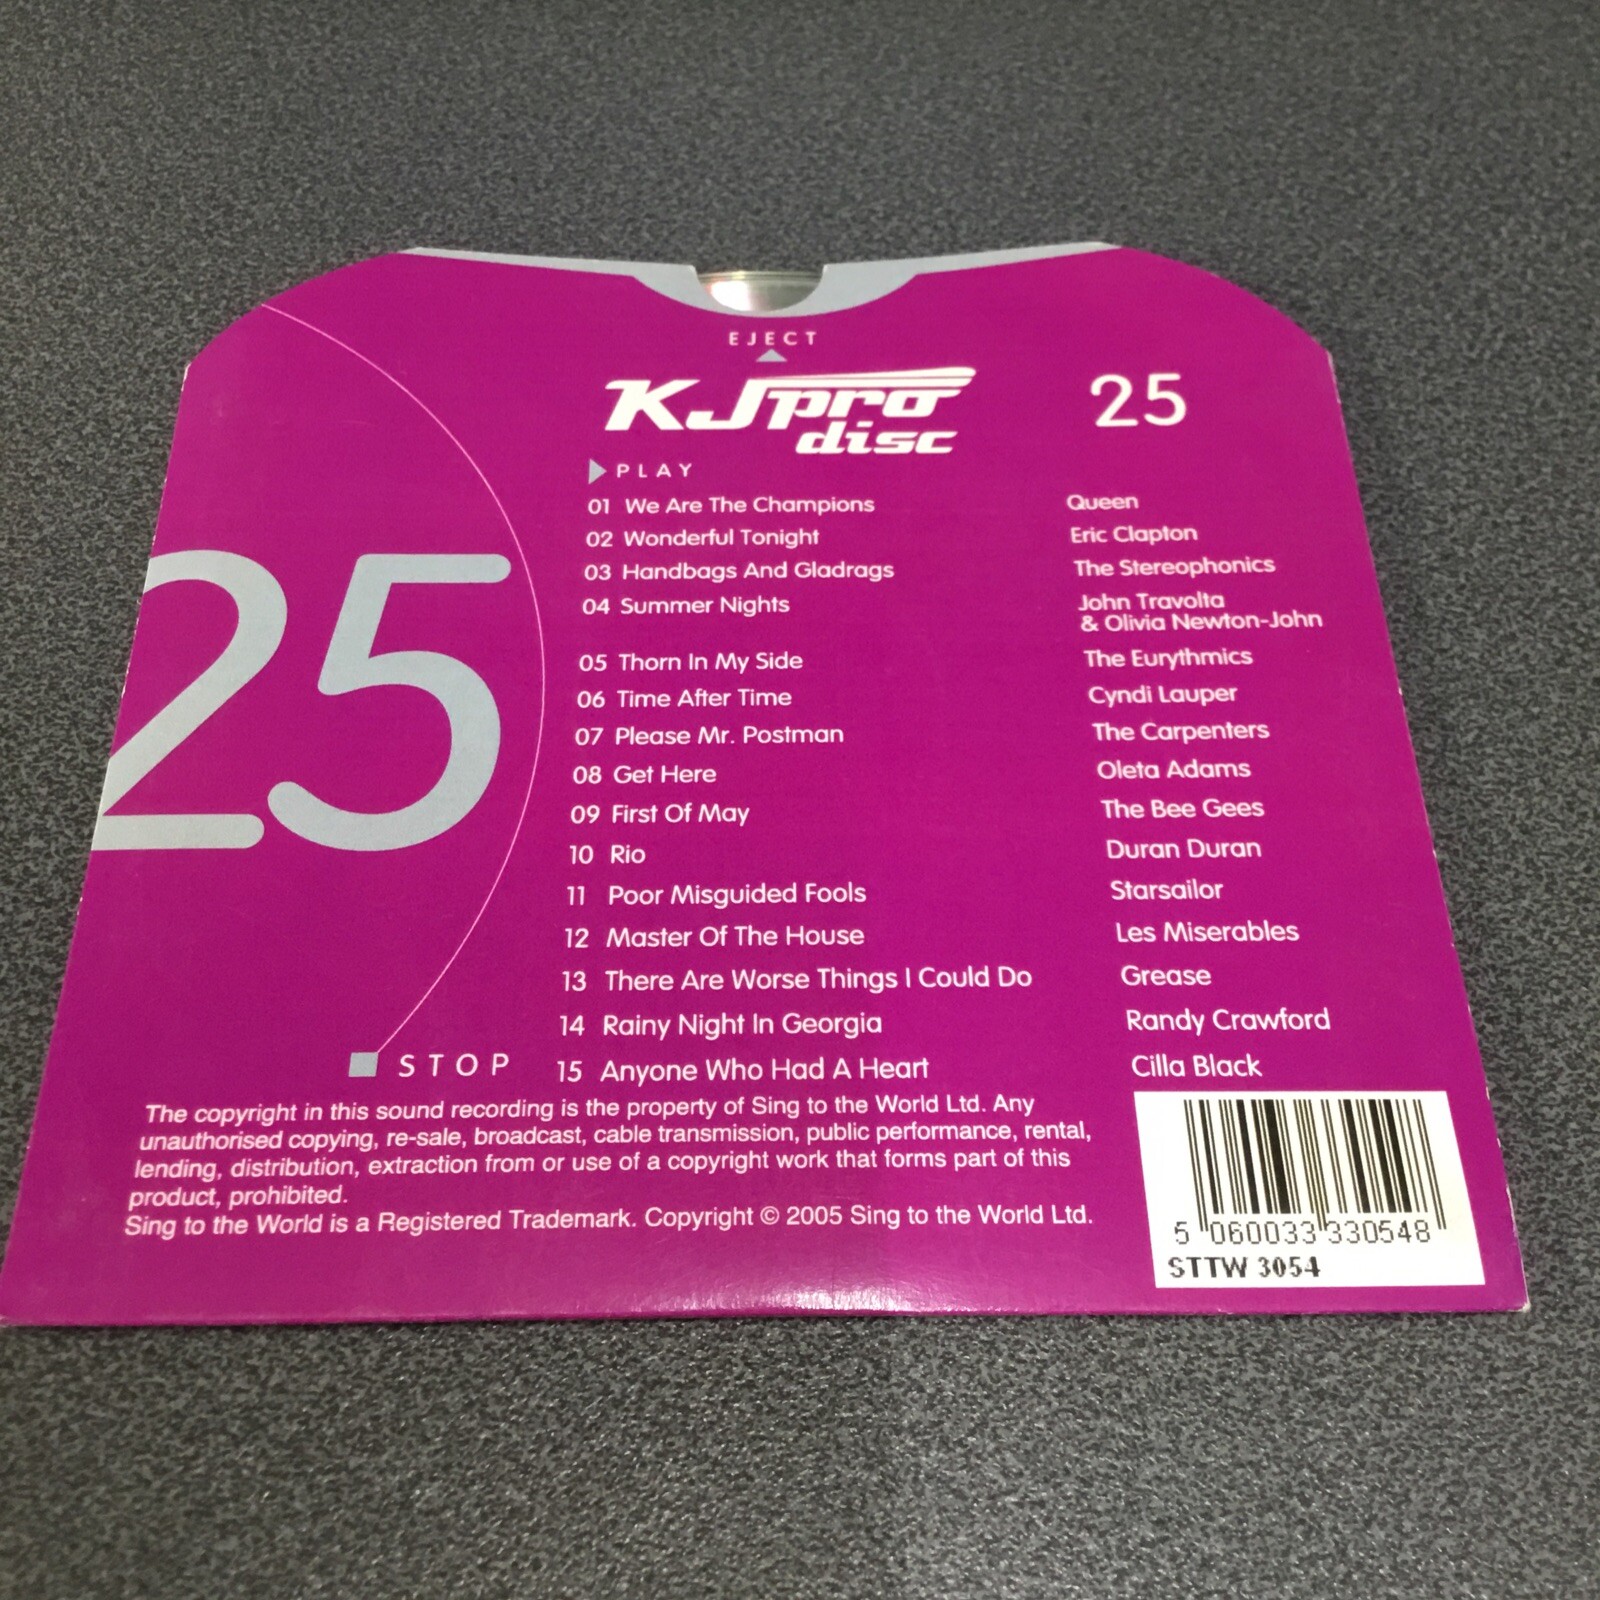 EJECT
KJpro
disc
25
PLAY
01 We Are The Champions Queen
02 Wonderful Tonight Eric Clapton
03 Handbags And Gladrags The Stereophonics
04 Summer Nights John Travolta
& Olivia Newton-John
05 Thorn In My Side The Eurythmics
06 Time After Time Cyndi Lauper
07 Please Mr. Postman The Carpenters
08 Get Here Oleta Adams
09 First Of May The Bee Gees
10 Rio Duran Duran
11 Poor Misguided Fools Starsailor
12 Master Of The House Les Miserables
13 There Are Worse Things I Could Do Grease
14 Rainy Night In Georgia Randy Crawford
15 Anyone Who Had A Heart Cilla Black
25
STOP
The copyright in this sound recording is the property of Sing to the World Ltd. Any
unauthorised copying, re-sale, broadcast, cable transmission, public performance, rental,
lending, distribution, extraction from or use of a copyright work that forms part of this
product, prohibited.
Sing to the World is a Registered Trademark. Copyright © 2005 Sing to the World Ltd.
5 060033 330548
STTW 3054